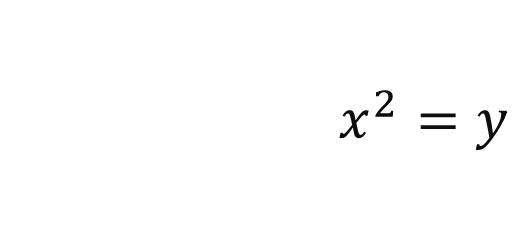 x² = y